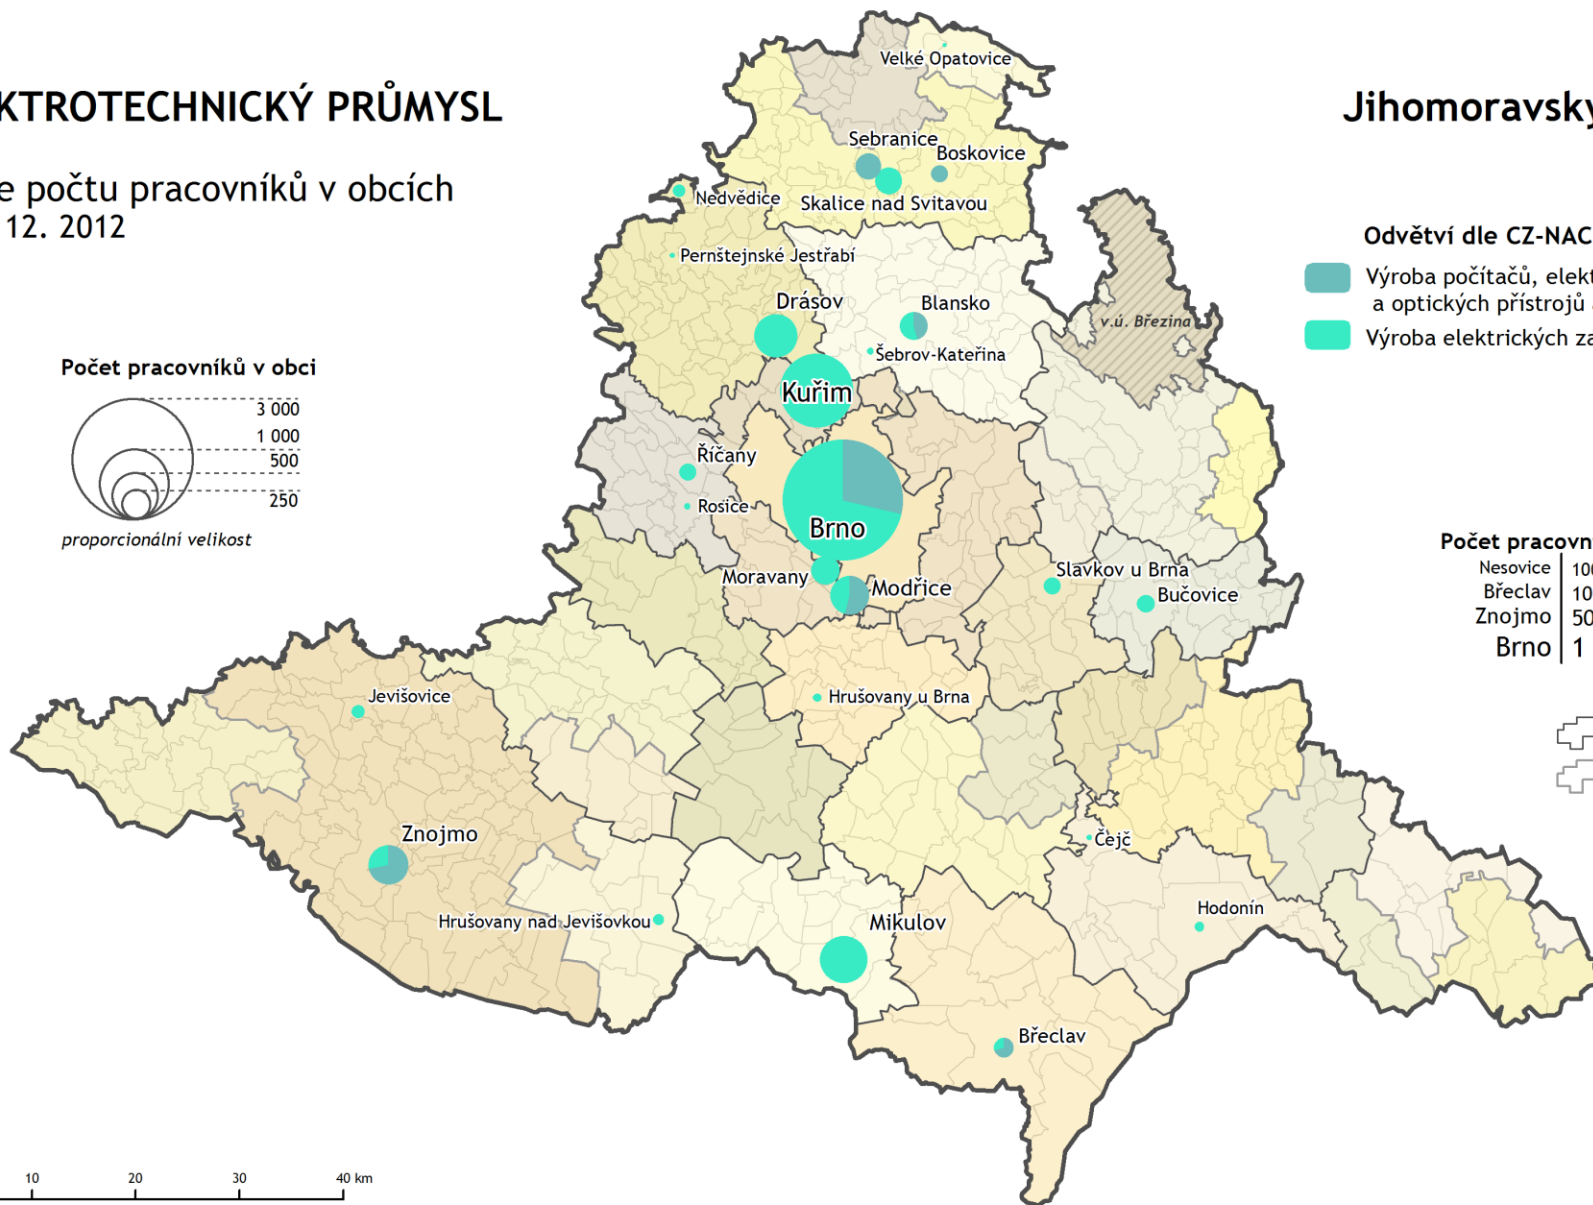 KTROTECHNICKÝ PRŮMYSL
e počtu pracovníků v obcích
12. 2012
Jihomoravsky
Odvětví dle CZ-NAC
Výroba počítačů, elekt
a optických přístrojů a
Výroba elektrických za
Počet pracovníků v obci
3 000
1 000
500
250
proporcionální velikost
Počet pracovn
Nesovice 100
Břeclav 10
Znojmo 50
Brno 1
Velké Opatovice
Sebranice
Boskovice
Nedvědice
Skalice nad Svitavou
Pernštejnské Jestřabí
Drásov
Blansko
v.ú. Březina
Šebrov-Kateřina
Kuřim
Říčany
Rosice
Brno
Moravany
Modřice
Slavkov u Brna
Bučovice
Jevišovice
Hrušovany u Brna
Znojmo
Čejč
Hodonín
Hrušovany nad Jevišovkou
Mikulov
Břeclav
10 20 30 40 km